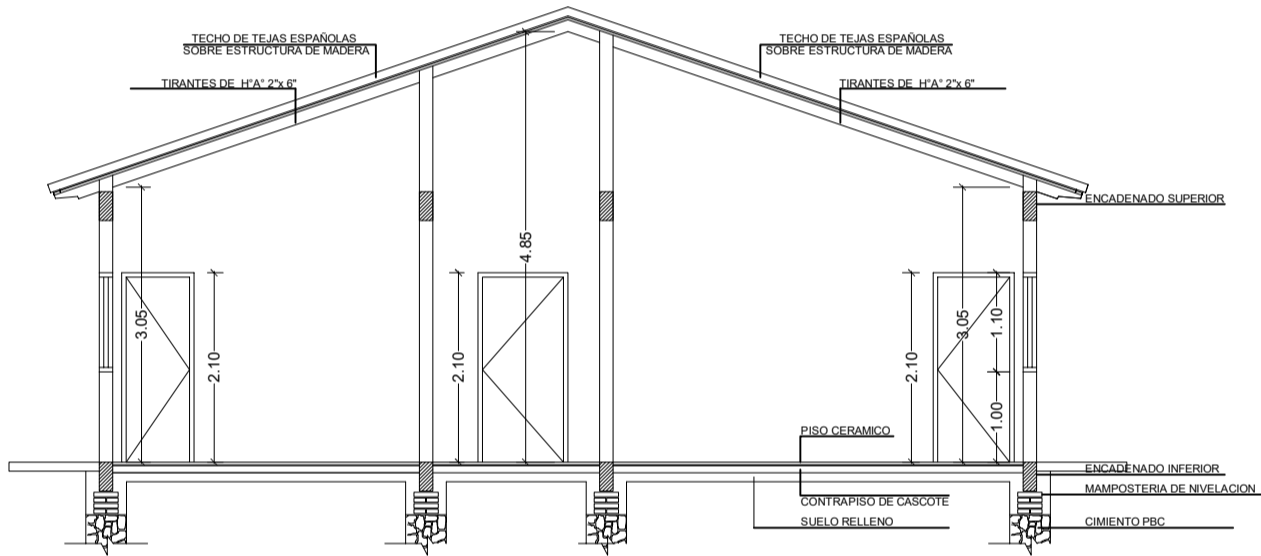 TECHO DE TEJAS ESPAÑOLAS
SOBRE ESTRUCTURA DE MADERA
TECHO DE TEJAS ESPAÑOLAS
SOBRE ESTRUCTURA DE MADERA
TIRANTES DE H°A° 2"x 6"
TIRANTES DE H°A° 2"x 6"
ENCADENADO SUPERIOR
4.85
3.05
2.10
2.10
2.10
3.05
1.10
1.00
PISO CERAMICO
ENCADENADO INFERIOR
MAMPOSTERIA DE NIVELACION
CONTRAPISO DE CASCOTE
SUELO RELLENO
CIMIENTO PBC